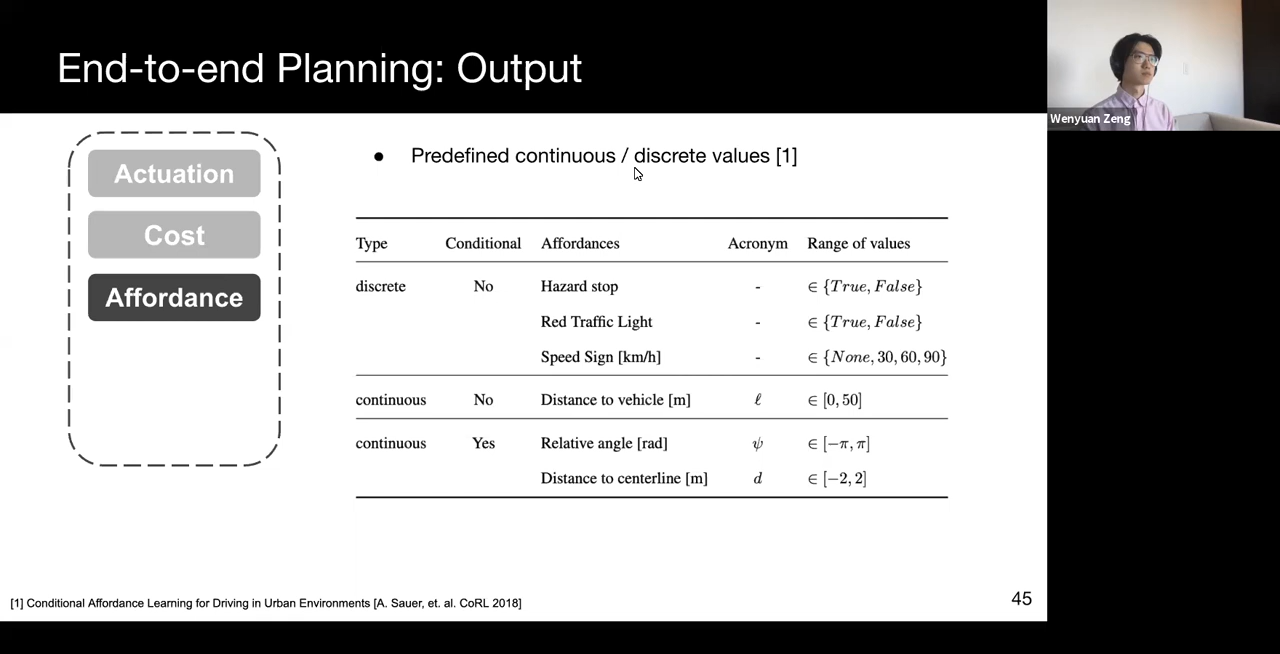 End-to-end Planning: Output
Wenyuan Zeng
Actuation
Cost
Affordance
● Predefined continuous / discrete values [1]
Type Conditional Affordances Acronym Range of values
discrete No Hazard stop - ∈ {True, False}
Red Traffic Light - ∈ {True, False}
Speed Sign [km/h] - ∈ {None, 30, 60, 90}
continuous No Distance to vehicle [m] ℓ ∈ [0, 50]
continuous Yes Relative angle [rad] ψ ∈ [−π, π]
Distance to centerline [m] d ∈ [−2, 2]
[1] Conditional Affordance Learning for Driving in Urban Environments [A. Sauer, et. al. CoRL 2018]
45